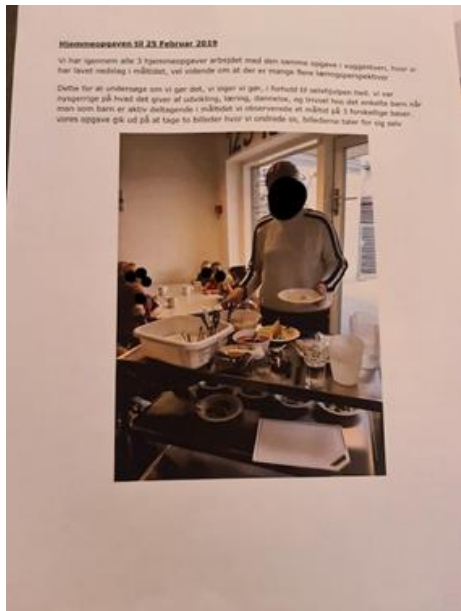 Hjemmeopgaven til 25 Februar 2019
Vi har igennem alle 3 hjemmeopgaver arbejdet med den samme opgave i vuggestuen, hvor vi
har lavet nedslag i måltidet, vel vidende om at der er mange flere læringsperspektiver
Dette for at undersøge om vi gør det, vi siger vi gør, i forhold til selvhjulpen hed. vi var
nysgerrige på hvad det giver af udvikling, læring, dannelse, og trivsel hos det enkelte barn når
man som barn er aktiv deltagende i måltidet vi observerede et måltid på 3 forskellige baser.
vores opgave gik ud på at tage to billeder hvor vi undrede os, billederne taler for sig selv